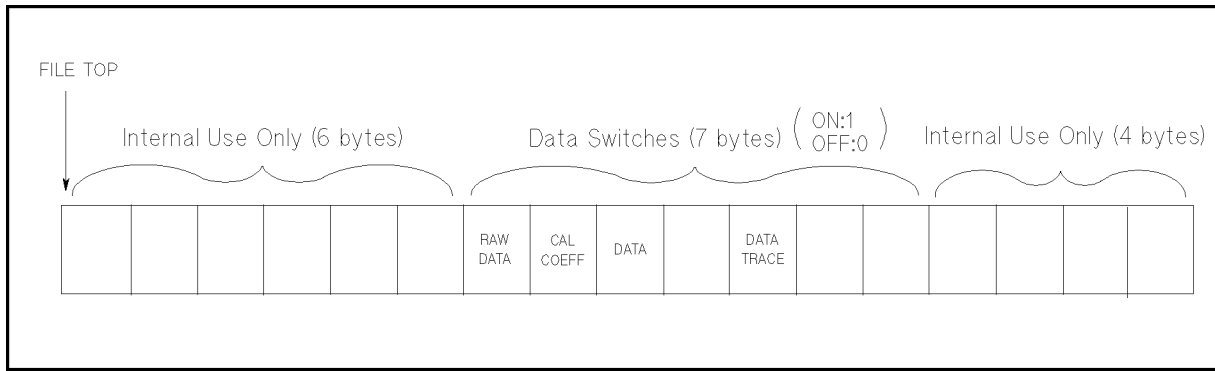 FILE TOP
Internal Use Only (6 bytes)
Data Switches (7 bytes) ( ON:1
OFF:0 )
Internal Use Only (4 bytes)
RAW
DATA
CAL
COEFF
DATA
DATA
TRACE